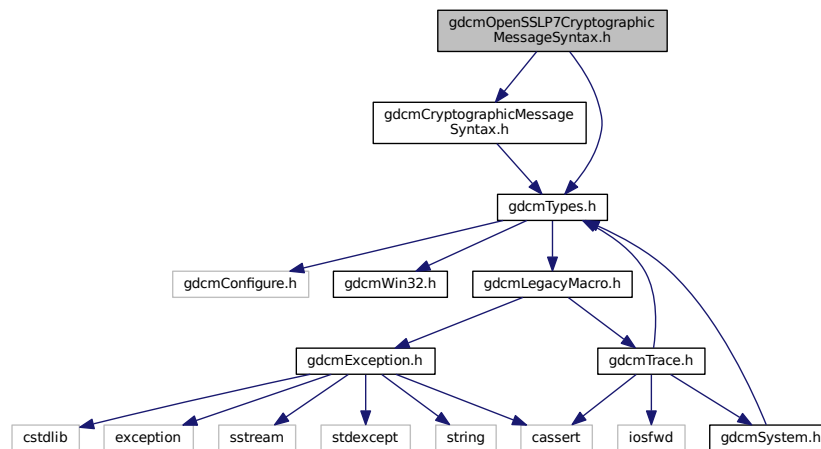 gdcmOpenSSLP7Cryptographic
MessageSyntax.h
gdcmCryptographicMessage
Syntax.h
gdcmTypes.h
gdcmConfigure.h
gdcmWin32.h
gdcmLegacyMacro.h
gdcmException.h
gdcmTrace.h
cstdlib
exception
sstream
stdexcept
string
cassert
iosfwd
gdcmSystem.h